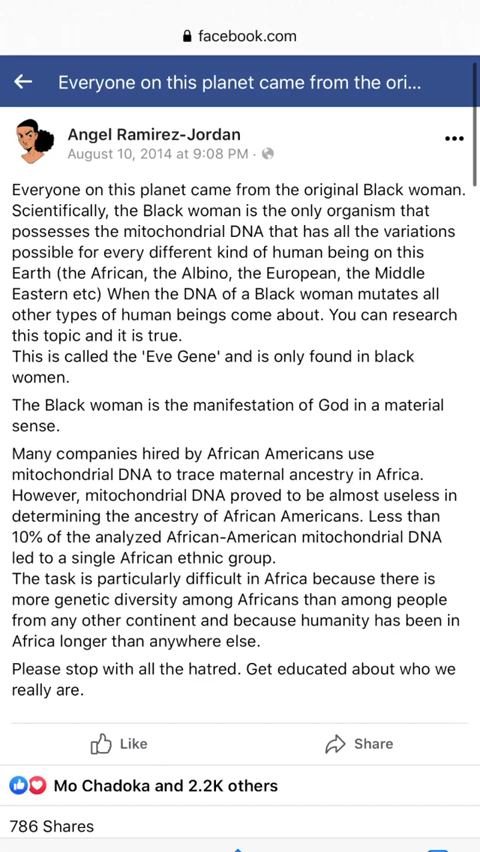 facebook.com
Everyone on this planet came from the ori...
Angel Ramirez-Jordan
August 10, 2014 at 9:08 PM ·
Everyone on this planet came from the original Black woman.
Scientifically, the Black woman is the only organism that
possesses the mitochondrial DNA that has all the variations
possible for every different kind of human being on this
Earth (the African, the Albino, the European, the Middle
Eastern etc) When the DNA of a Black woman mutates all
other types of human beings come about. You can research
this topic and it is true.
This is called the 'Eve Gene' and is only found in black
women.
The Black woman is the manifestation of God in a material
sense.
Many companies hired by African Americans use
mitochondrial DNA to trace maternal ancestry in Africa.
However, mitochondrial DNA proved to be almost useless in
determining the ancestry of African Americans. Less than
10% of the analyzed African-American mitochondrial DNA
led to a single African ethnic group.
The task is particularly difficult in Africa because there is
more genetic diversity among Africans than among people
from any other continent and because humanity has been in
Africa longer than anywhere else.
Please stop with all the hatred. Get educated about who we
really are.
Like
Share
Mo Chadoka and 2.2K others
786 Shares